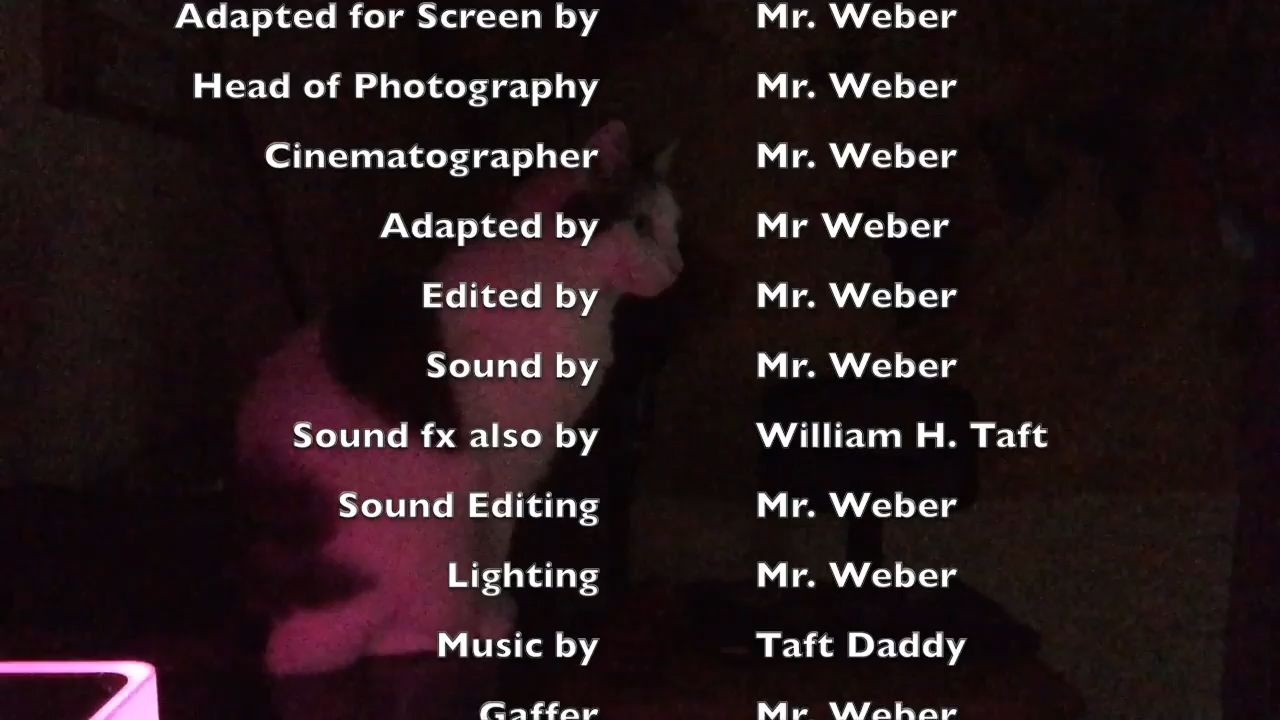 Adapted for Screen by Mr. Weber
Head of Photography Mr. Weber
Cinematographer Mr. Weber
Adapted by Mr Weber
Edited by Mr. Weber
Sound by Mr. Weber
Sound fx also by William H. Taft
Sound Editing Mr. Weber
Lighting Mr. Weber
Music by Taft Daddy
Gaffer Mr. Weber